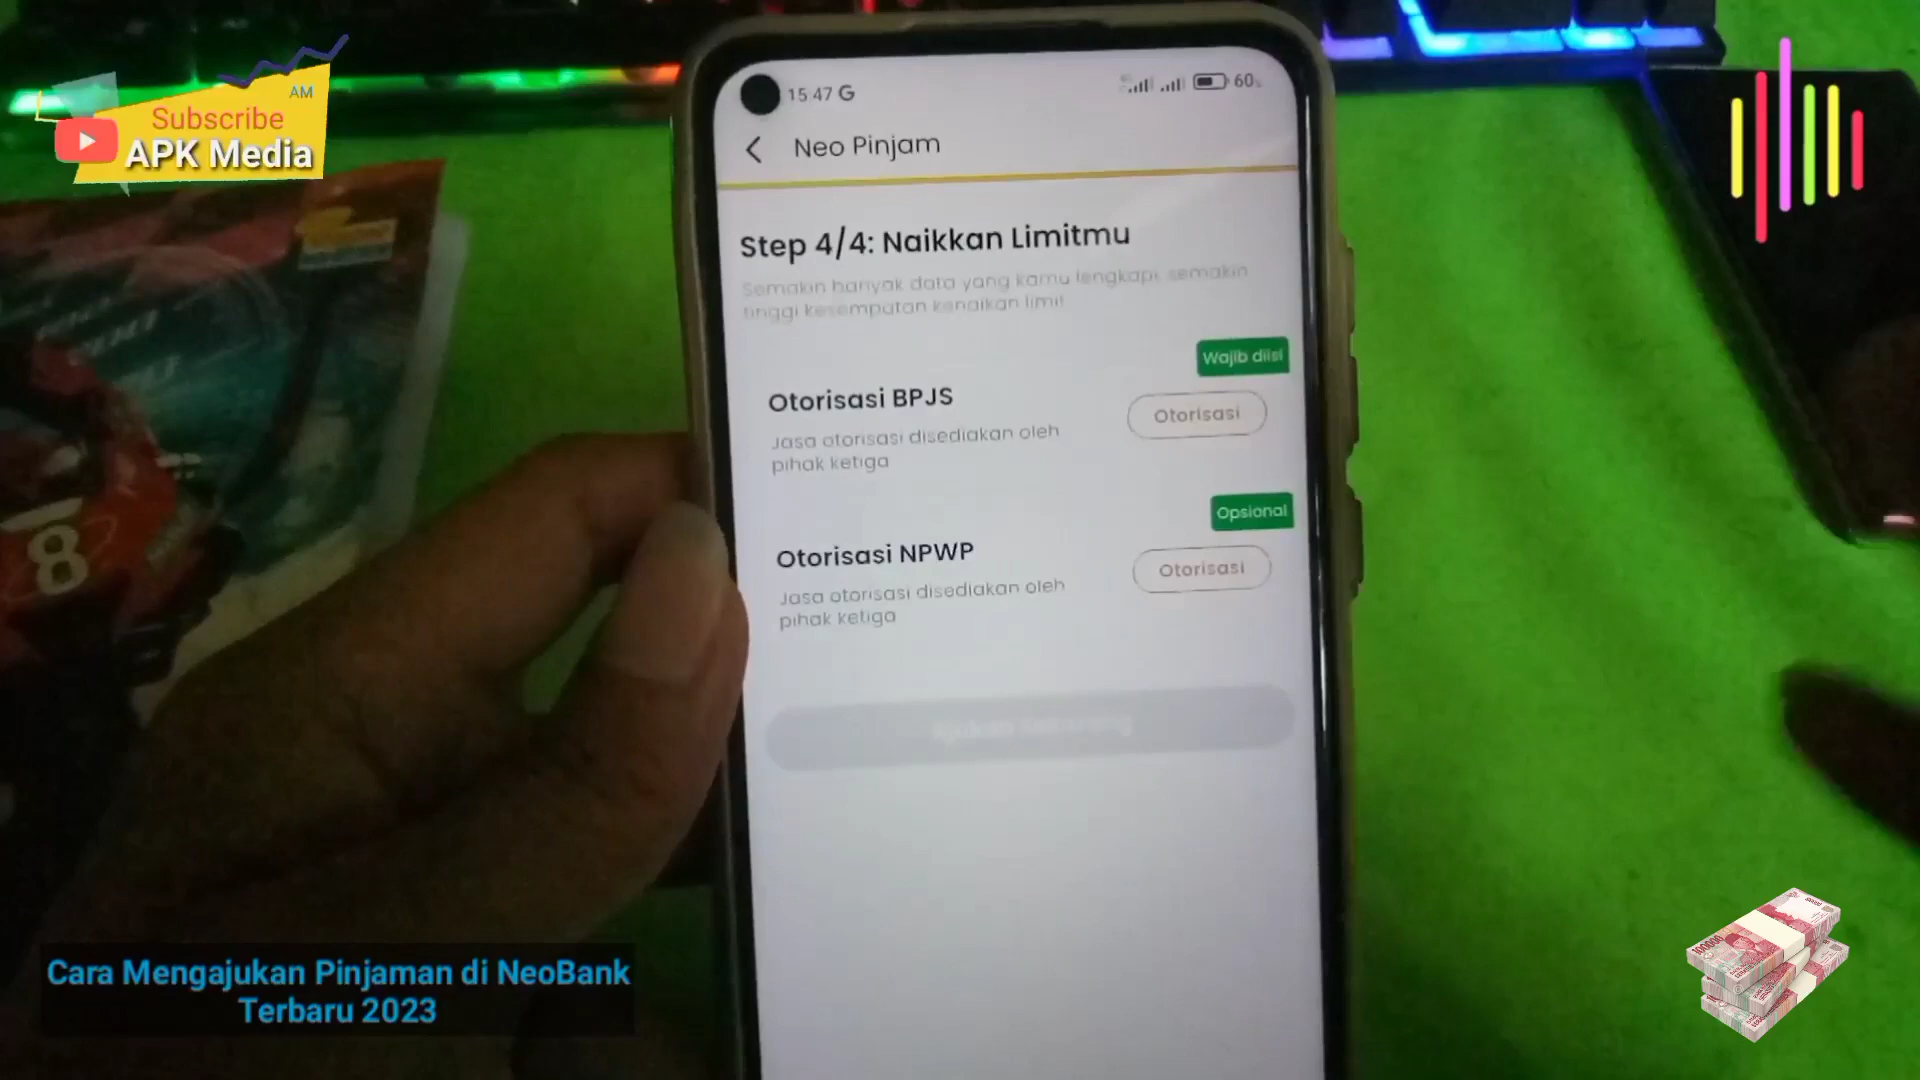 AM
Subscribe
APK Media
15.47 G
60
Neo Pinjam
Step 4/4: Naikkan Limitmu
Semakin banyak data yang kamu lengkapi, semakin
tinggi kesempatan kenaikan limit
Wajib diisi
Otorisasi BPJS
Otorisasi
Jasa otorisasi disediakan oleh
pihak ketiga
Opsional
Otorisasi NPWP
Otorisasi
Jasa otorisasi disediakan oleh
pihak ketiga
8
100000
Cara Mengajukan Pinjaman di NeoBank
Terbaru 2023